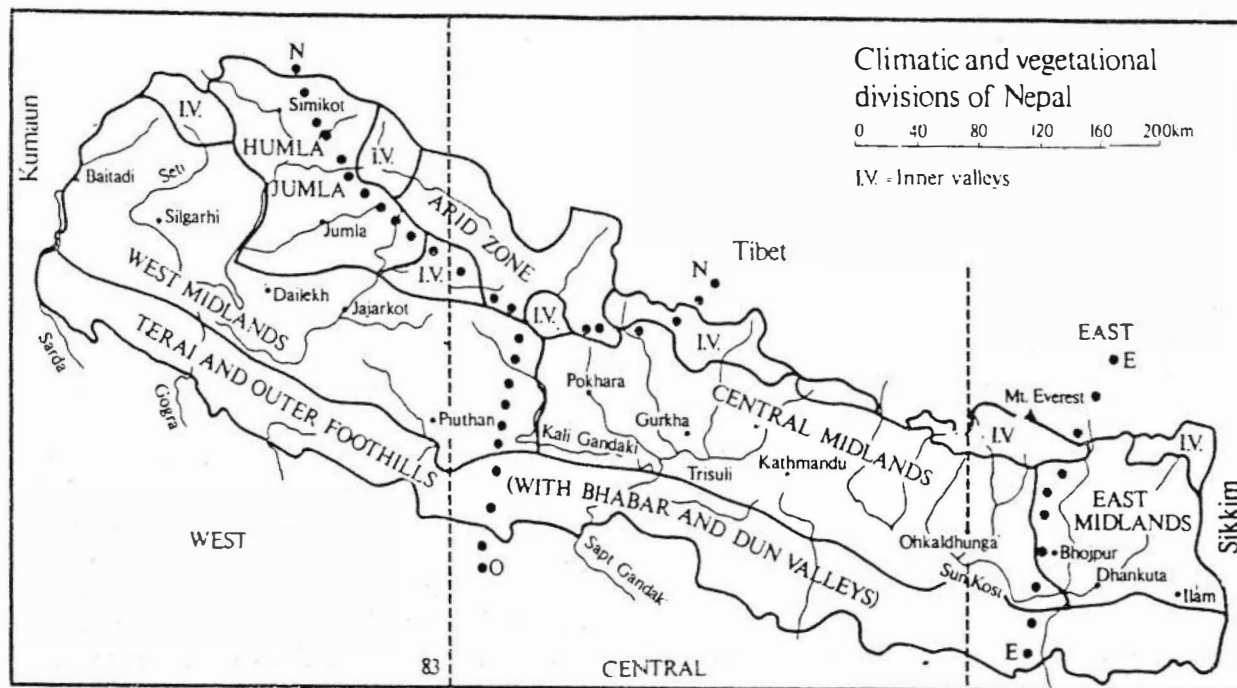 Climatic and vegetational
divisions of Nepal
0 40 80 120 160 200km
I.V. = Inner valleys
N
Simikot
I.V.
HUMLA
I.V.
Kumaun
Baitadi
Seti
JUMLA
Silgarhi
Jumla
ARID ZONE
Tibet
N
WEST MIDLANDS
I.V.
Dailekh
Jajarkot
I.V.
I.V.
EAST
E
TERAI AND OUTER FOOTHILLS
Sarda
Gogra
Pokhara
Mt. Everest
Piuthan
Gurkha
CENTRAL MIDLANDS
I.V
I.V.
Kali Gandaki
Trisuli
Kathmandu
EAST
MIDLANDS
Sikkim
(WITH BHABAR AND DUN VALLEYS)
WEST
Ohkaldhunga
Bhojpur
Sapt Gandak
O
Sun Kosi
Dhankuta
Ilam
E
83
CENTRAL